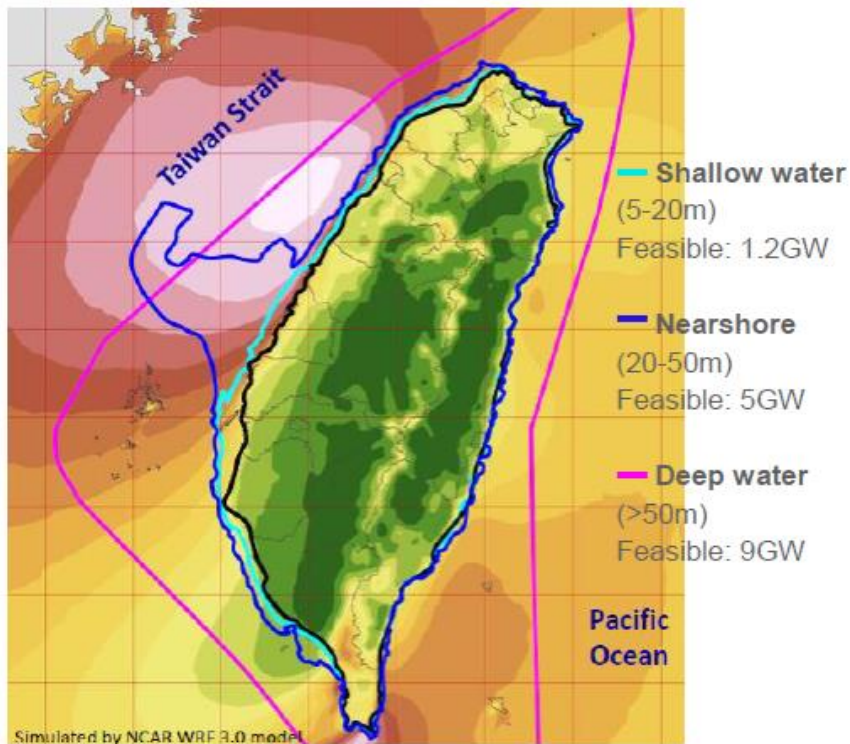 Taiwan Strait
Shallow water
(5-20m)
Feasible: 1.2GW
Nearshore
(20-50m)
Feasible: 5GW
Deep water
(>50m)
Feasible: 9GW
Pacific
Ocean
Simulated by NCAR WRF 3.0 model